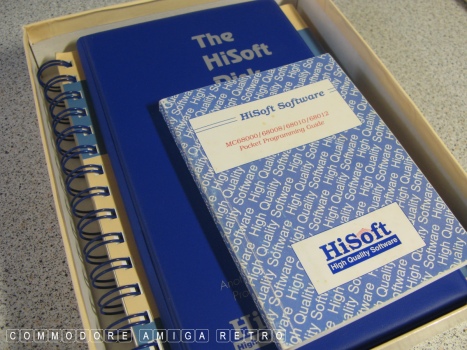 The
HiSoft
HiSoft Software
MC68000/68008/68010/68012
Pocket Programming Guide
HiSoft
High Quality Software
COMMODORE AMIGA RETRO